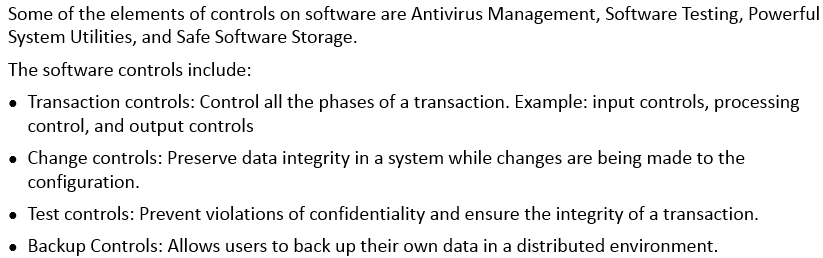 Some of the elements of controls on software are Antivirus Management, Software Testing, Powerful
System Utilities, and Safe Software Storage.
The software controls include:
• Transaction controls: Control all the phases of a transaction. Example: input controls, processing
control, and output controls
• Change controls: Preserve data integrity in a system while changes are being made to the
configuration.
• Test controls: Prevent violations of confidentiality and ensure the integrity of a transaction.
• Backup Controls: Allows users to back up their own data in a distributed environment.